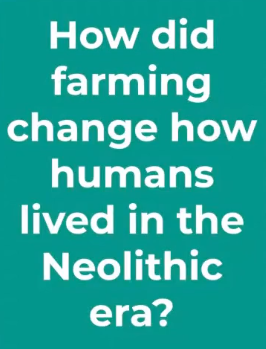 How did
farming
change how
humans
lived in the
Neolithic
era?